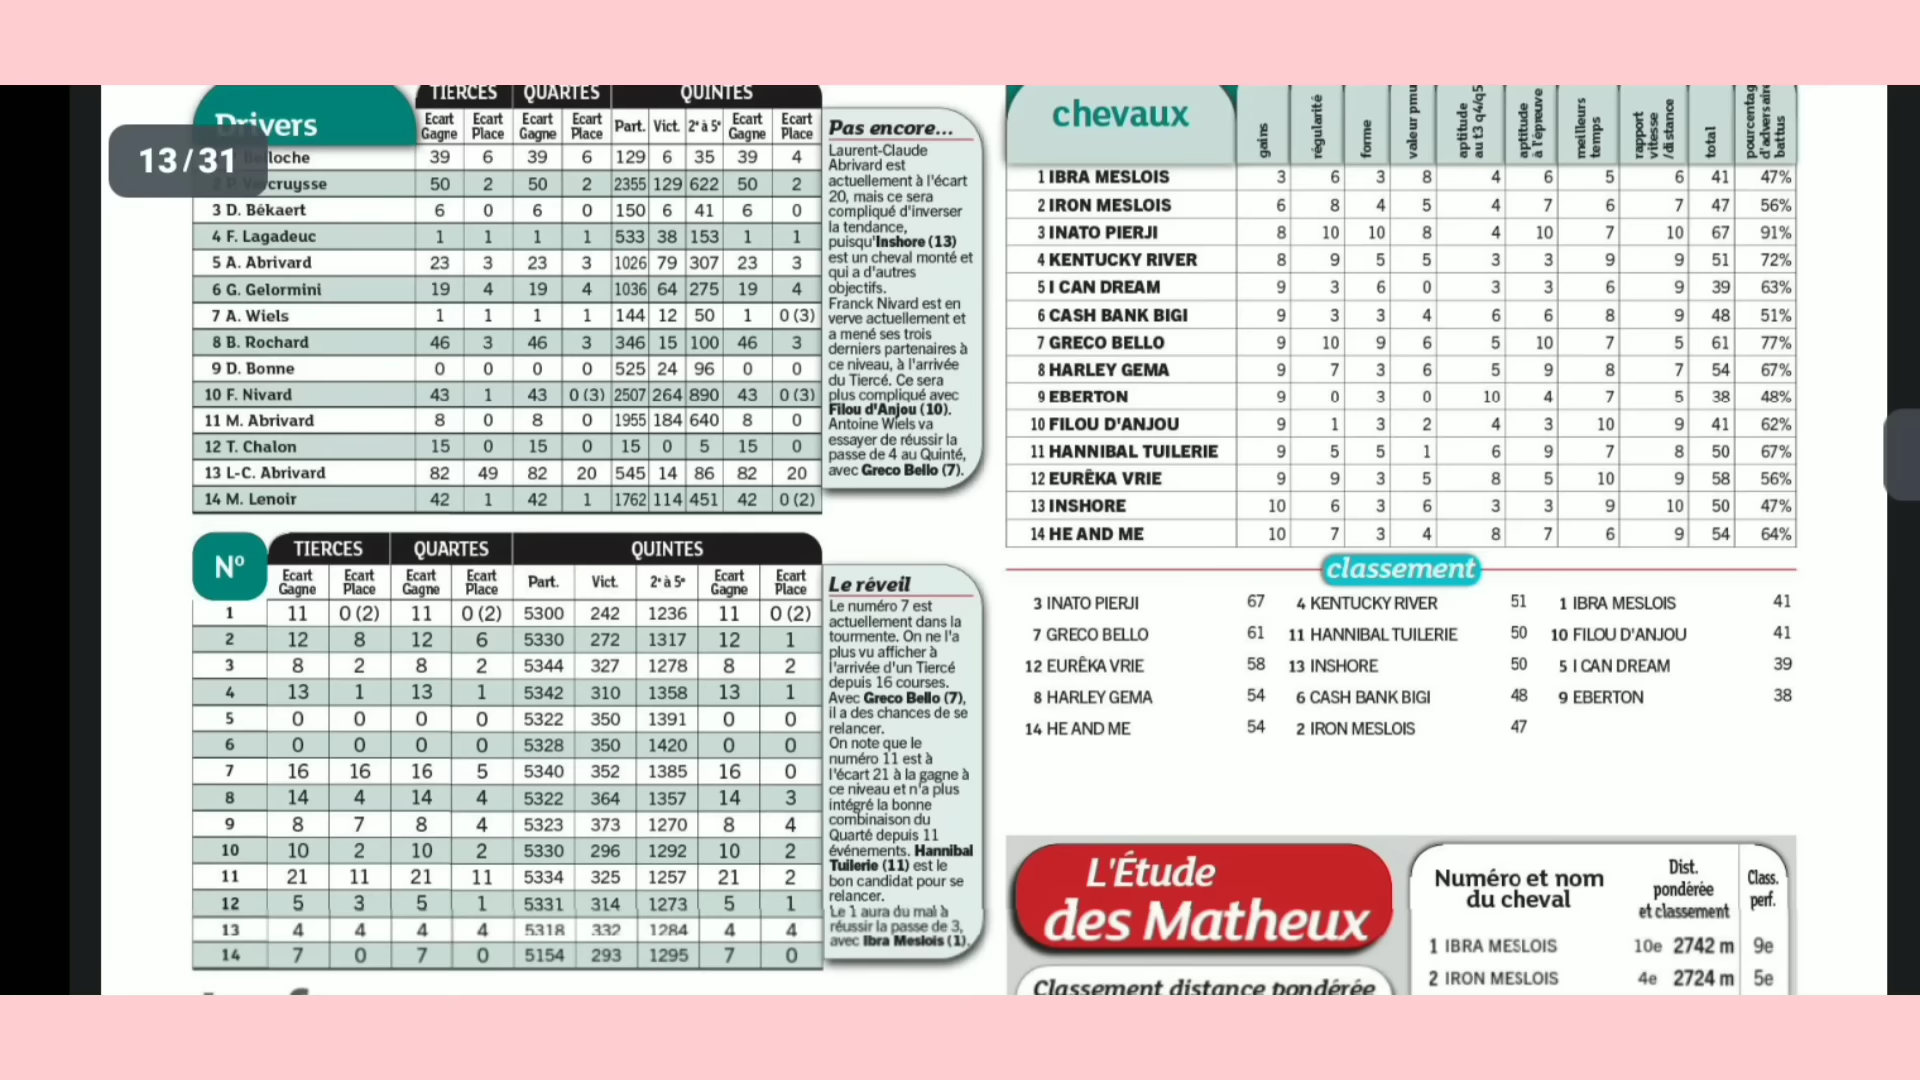 13/31
Drivers
TIERCES QUARTES QUINTES
Ecart Gagne Ecart Place Ecart Gagne Ecart Place Part. Vict. 2e à 5e Ecart Gagne Ecart Place
39 6 39 6 129 6 35 39 4
50 2 50 2 2355 129 622 50 2
3 D. Békaert 6 0 6 0 150 6 41 6 0
4 F. Lagadeuc 1 1 1 1 533 38 153 1 1
5 A. Abrivard 23 3 23 3 1026 79 307 23 3
6 G. Gelormini 19 4 19 4 1036 64 275 19 4
7 A. Wiels 1 1 1 1 144 12 50 1 0 (3)
8 B. Rochard 46 3 46 3 346 15 100 46 3
9 D. Bonne 0 0 0 0 525 24 96 0 0
10 F. Nivard 43 1 43 0 (3) 2507 264 890 43 0 (3)
11 M. Abrivard 8 0 8 0 1955 184 640 8 0
12 T. Chalon 15 0 15 0 15 0 5 15 0
13 L-C. Abrivard 82 49 82 20 545 14 86 82 20
14 M. Lenoir 42 1 42 1 1762 114 451 42 0 (2)
Pas encore...
Laurent-Claude
Abrivard est
actuellement à l'écart
20, mais ce sera
compliqué d'inverser
la tendance,
puisqu'Inshore (13)
est un cheval monté et
qui a d'autres
objectifs.
Franck Nivard est en
verve actuellement et
a mené ses trois
derniers partenaires à
ce niveau, à l'arrivée
du Tiercé. Ce sera
plus compliqué avec
Filou d'Anjou (10).
Antoine Wiels va
essayer de réussir la
passe de 4 au Quinté,
avec Greco Bello (7).
N° TIERCES QUARTES QUINTES
Ecart Gagne Ecart Place Ecart Gagne Ecart Place Part. Vict. 2e à 5e Ecart Gagne Ecart Place
1 11 0 (2) 11 0 (2) 5300 242 1236 11 0 (2)
2 12 8 12 6 5330 272 1317 12 1
3 8 2 8 2 5344 327 1278 8 2
4 13 1 13 1 5342 310 1358 13 1
5 0 0 0 0 5322 350 1391 0 0
6 0 0 0 0 5328 350 1420 0 0
7 16 16 16 5 5340 352 1385 16 0
8 14 4 14 4 5322 364 1357 14 3
9 8 7 8 4 5323 373 1270 8 4
10 10 2 10 2 5330 296 1292 10 2
11 21 11 21 11 5334 325 1257 21 2
12 5 3 5 1 5331 314 1273 5 1
13 4 4 4 4 5318 332 1284 4 4
14 7 0 7 0 5154 293 1295 7 0
Le réveil
Le numéro 7 est
actuellement dans la
tourmente. On ne l'a
plus vu afficher à
l'arrivée d'un Tiercé
depuis 16 courses.
Avec Greco Bello (7),
il a des chances de se
relancer.
On note que le
numéro 11 est à
l'écart 21 à la gagne à
ce niveau et n'a plus
intégré la bonne
combinaison du
Quarté depuis 11
événements. Hannibal
Tuilerie (11) est le
bon candidat pour se
relancer.
Le 1 aura du mal à
réussir la passe de 3,
avec Ibra Meslois (1).
chevaux gains régularité forme valeur pmu aptitude au t3 q4/q5 aptitude à l'épreuve meilleurs temps rapport vitesse /distance total pourcentag d'adversaire battus
1 IBRA MESLOIS 3 6 3 8 4 6 5 6 41 47%
2 IRON MESLOIS 6 8 4 5 4 7 6 7 47 56%
3 INATO PIERJI 8 10 10 8 4 10 7 10 67 91%
4 KENTUCKY RIVER 8 9 5 5 3 3 9 9 51 72%
5 I CAN DREAM 9 3 6 0 3 3 6 9 39 63%
6 CASH BANK BIGI 9 3 3 4 6 6 8 9 48 51%
7 GRECO BELLO 9 10 9 6 5 10 7 5 61 77%
8 HARLEY GEMA 9 7 3 6 5 9 8 7 54 67%
9 EBERTON 9 0 3 0 10 4 7 5 38 48%
10 FILOU D'ANJOU 9 1 3 2 4 3 10 9 41 62%
11 HANNIBAL TUILERIE 9 5 5 1 6 9 7 8 50 67%
12 EURÊKA VRIE 9 9 3 5 8 5 10 9 58 56%
13 INSHORE 10 6 3 6 3 3 9 10 50 47%
14 HE AND ME 10 7 3 4 8 7 6 9 54 64%
classement
3 INATO PIERJI 67 4 KENTUCKY RIVER 51 1 IBRA MESLOIS 41
7 GRECO BELLO 61 11 HANNIBAL TUILERIE 50 10 FILOU D'ANJOU 41
12 EURÊKA VRIE 58 13 INSHORE 50 5 I CAN DREAM 39
8 HARLEY GEMA 54 6 CASH BANK BIGI 48 9 EBERTON 38
14 HE AND ME 54 2 IRON MESLOIS 47
L'Étude
des Matheux
Classement distance pondérée
Numéro et nom du cheval Dist. pondérée et classement Class. perf.
1 IBRA MESLOIS 10e 2742 m 9e
2 IRON MESLOIS 4e 2724 m 5e